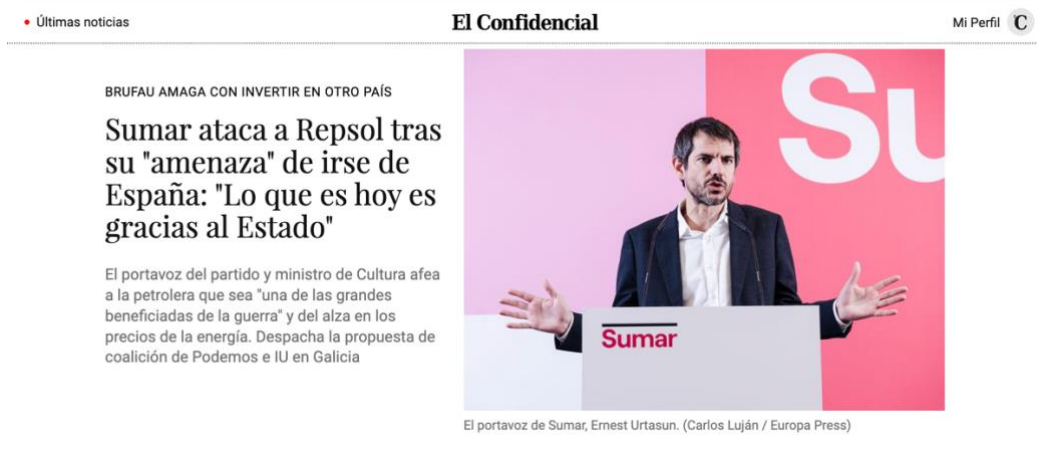 Últimas noticias
El Confidencial
Mi Perfil
C
BRUFAU AMAGA CON INVERTIR EN OTRO PAÍS
Sumar ataca a Repsol tras
su "amenaza" de irse de
España: "Lo que es hoy es
gracias al Estado"
El portavoz del partido y ministro de Cultura afea
a la petrolera que sea "una de las grandes
beneficiadas de la guerra" y del alza en los
precios de la energía. Despacha la propuesta de
coalición de Podemos e IU en Galicia
Su
Sumar
El portavoz de Sumar, Ernest Urtasun. (Carlos Luján / Europa Press)